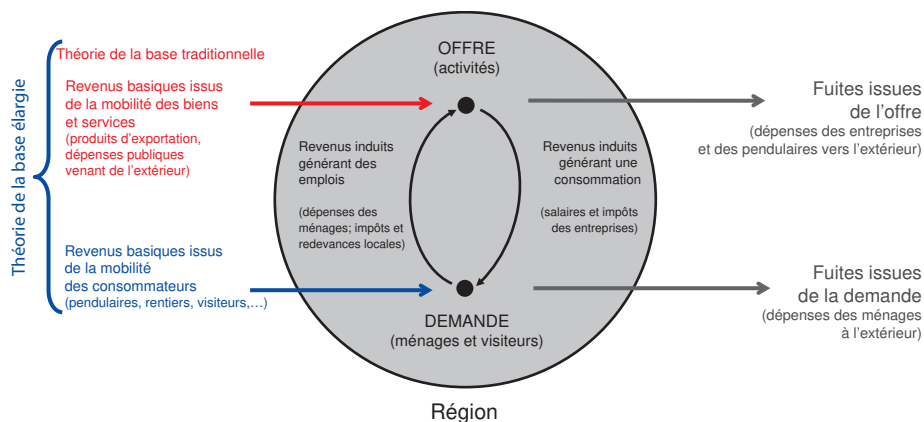 Théorie de la base élargie
Théorie de la base traditionnelle
Revenus basiques issus
de la mobilité des biens
et services
(produits d'exportation,
dépenses publiques
venant de l'extérieur)
Revenus basiques issus
de la mobilité
des consommateurs
(pendulaires, rentiers, visiteurs,...)
OFFRE
(activités)
Revenus induits
générant des
emplois
(dépenses des
ménages; impôts et
redevances locales)
Revenus induits
générant une
consommation
(salaires et impôts
des entreprises)
DEMANDE
(ménages et visiteurs)
Région
Fuites issues
de l'offre
(dépenses des entreprises
et des pendulaires vers l'extérieur)
Fuites issues
de la demande
(dépenses des ménages
à l'extérieur)